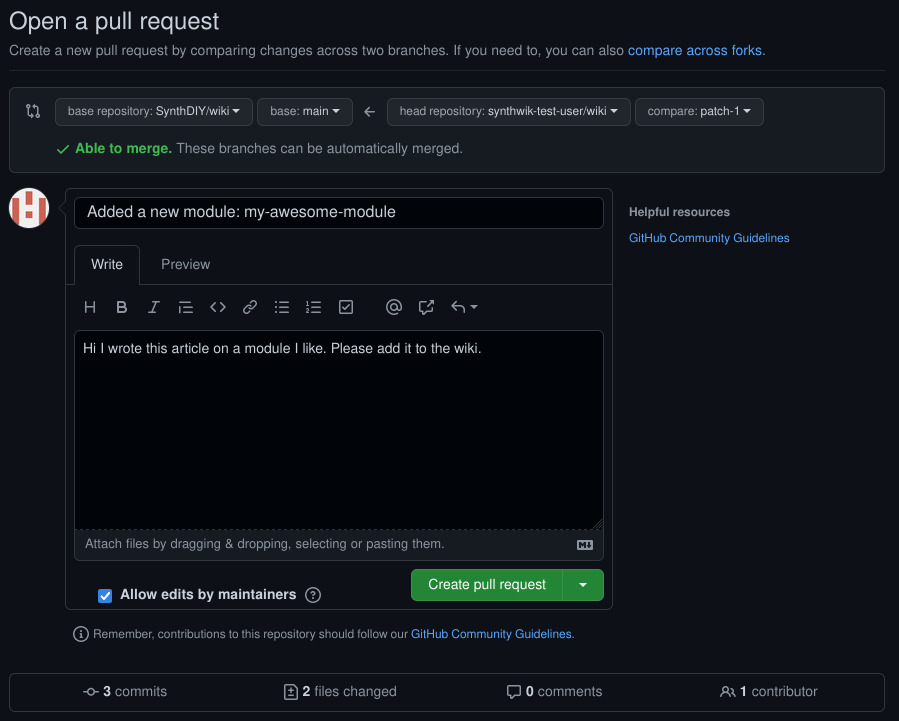 Open a pull request
Create a new pull request by comparing changes across two branches. If you need to, you can also compare across forks.
base repository: SynthDIY/wiki base: main head repository: synthwik-test-user/wiki compare: patch-1
Able to merge. These branches can be automatically merged.
Added a new module: my-awesome-module
Helpful resources
GitHub Community Guidelines
Write Preview
Hi I wrote this article on a module I like. Please add it to the wiki.
Attach files by dragging & dropping, selecting or pasting them.
Allow edits by maintainers Create pull request
Remember, contributions to this repository should follow our GitHub Community Guidelines.
3 commits 2 files changed 0 comments 1 contributor